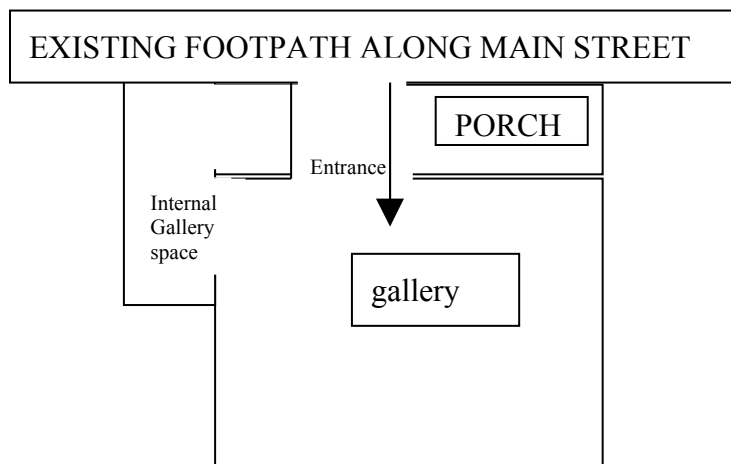 EXISTING FOOTPATH ALONG MAIN STREET
PORCH
Entrance
Internal
Gallery
space
gallery